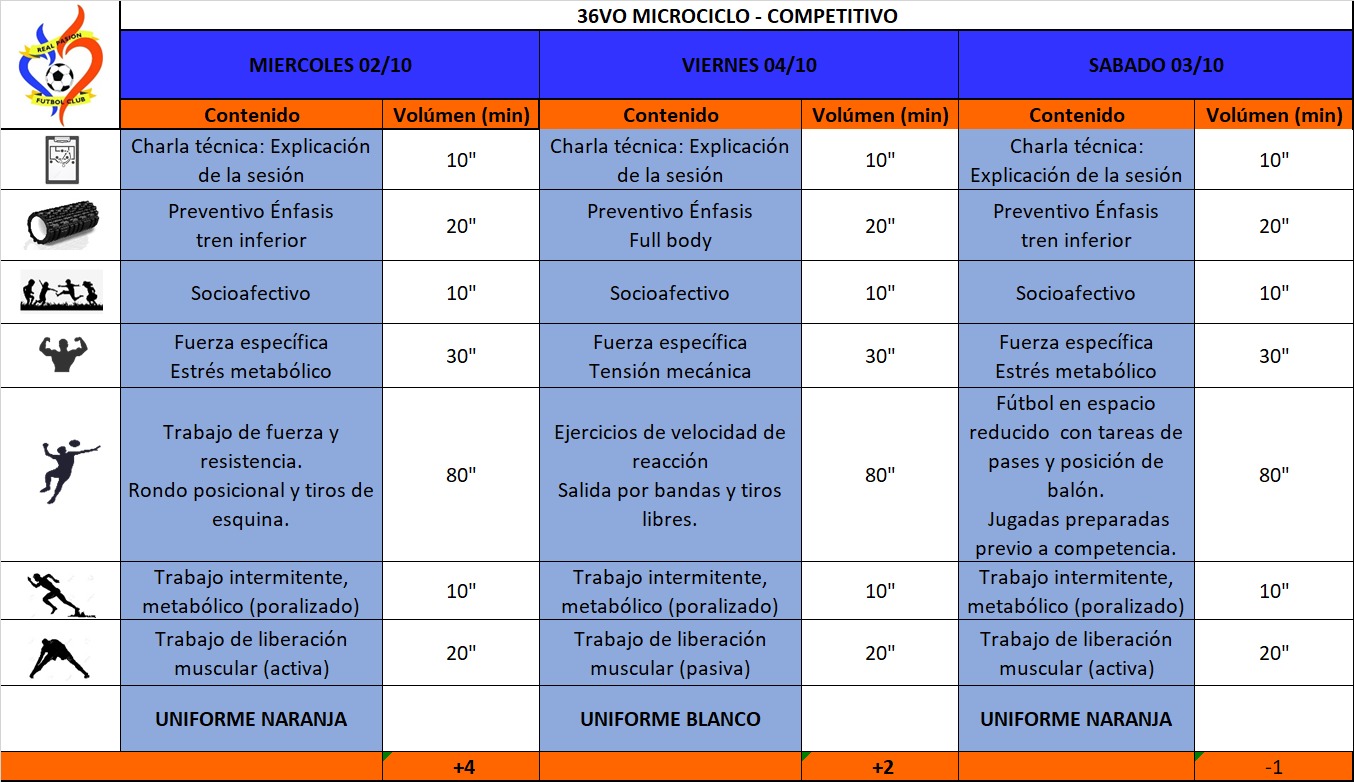 36VO MICROCICLO - COMPETITIVO
REAL PASIÓN
FUTBOL CLUB
MIERCOLES 02/10
VIERNES 04/10
SABADO 03/10
Contenido
Volúmen (min)
Contenido
Volúmen (min)
Contenido
Volúmen (min)
Charla técnica: Explicación
de la sesión
10"
Charla técnica: Explicación
de la sesión
10"
Charla técnica:
Explicación de la sesión
10"
Preventivo Énfasis
tren inferior
20"
Preventivo Énfasis
Full body
20"
Preventivo Énfasis
tren inferior
20"
Socioafectivo
10"
Socioafectivo
10"
Socioafectivo
10"
Fuerza específica
Estrés metabólico
30"
Fuerza específica
Tensión mecánica
30"
Fuerza específica
Estrés metabólico
30"
Trabajo de fuerza y
resistencia.
Rondo posicional y tiros de
esquina.
80"
Ejercicios de velocidad de
reacción
Salida por bandas y tiros
libres.
80"
Fútbol en espacio
reducido con tareas de
pases y posición de
balón.
Jugadas preparadas
previo a competencia.
80"
Trabajo intermitente,
metabólico (poralizado)
10"
Trabajo intermitente,
metabólico (poralizado)
10"
Trabajo intermitente,
metabólico (poralizado)
10"
Trabajo de liberación
muscular (activa)
20"
Trabajo de liberación
muscular (pasiva)
20"
Trabajo de liberación
muscular (activa)
20"
UNIFORME NARANJA
UNIFORME BLANCO
UNIFORME NARANJA
+4
+2
-1